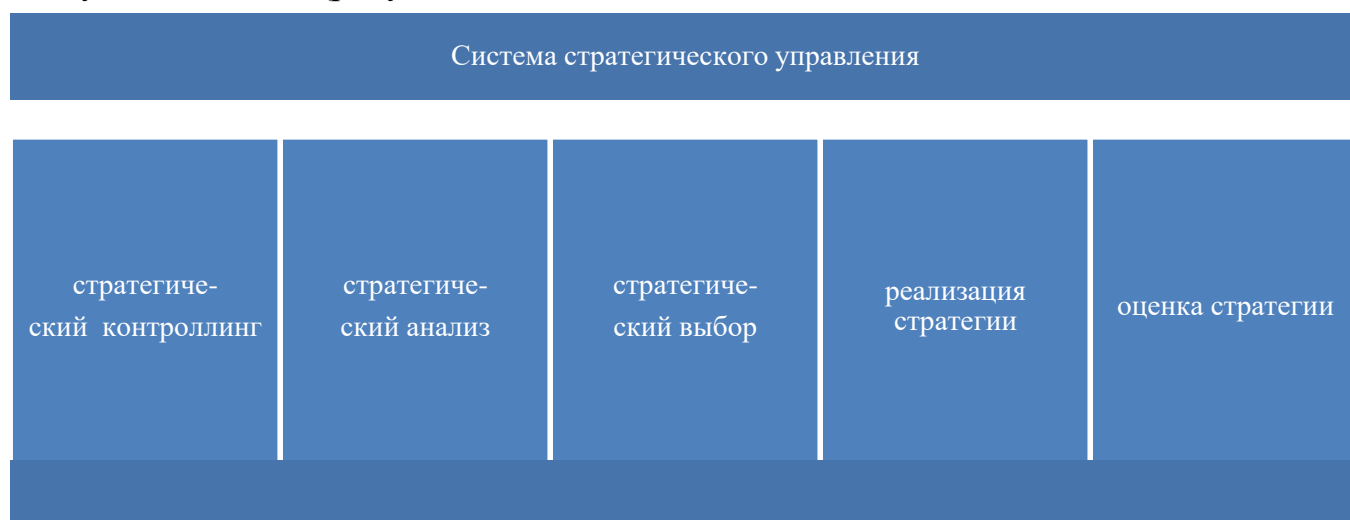 Система стратегического управления
стратегиче-
ский контроллинг
стратегиче-
ский анализ
стратегиче-
ский выбор
реализация
стратегии
оценка стратегии